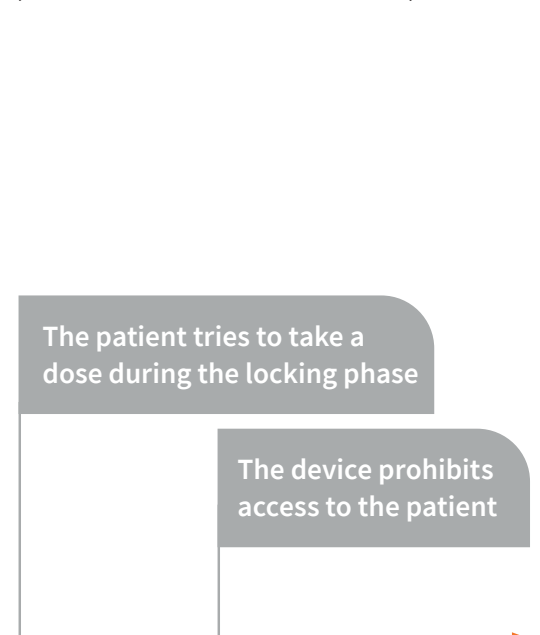 The patient tries to take a
dose during the locking phase
The device prohibits
access to the patient